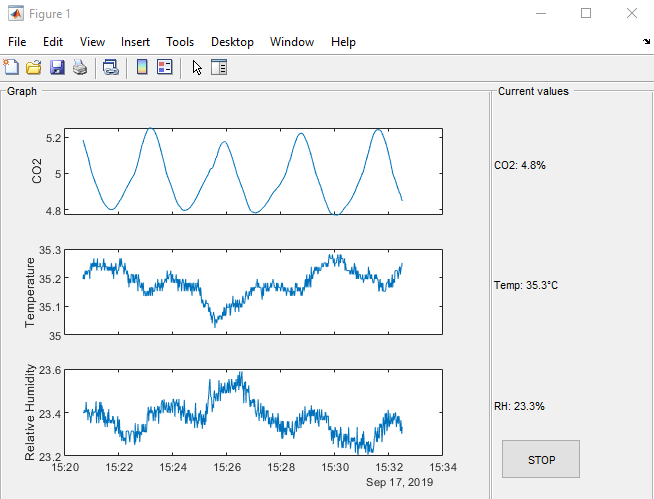 Figure 1
File Edit View Insert Tools Desktop Window Help
Graph
Current values
5.2
5
4.8
CO2
CO2: 4.8%
35.3
35.2
35.1
35
Temperature
Temp: 35.3°C
23.6
23.4
23.2
Relative Humidity
RH: 23.3%
15:20 15:22 15:24 15:26 15:28 15:30 15:32 15:34
Sep 17, 2019
STOP